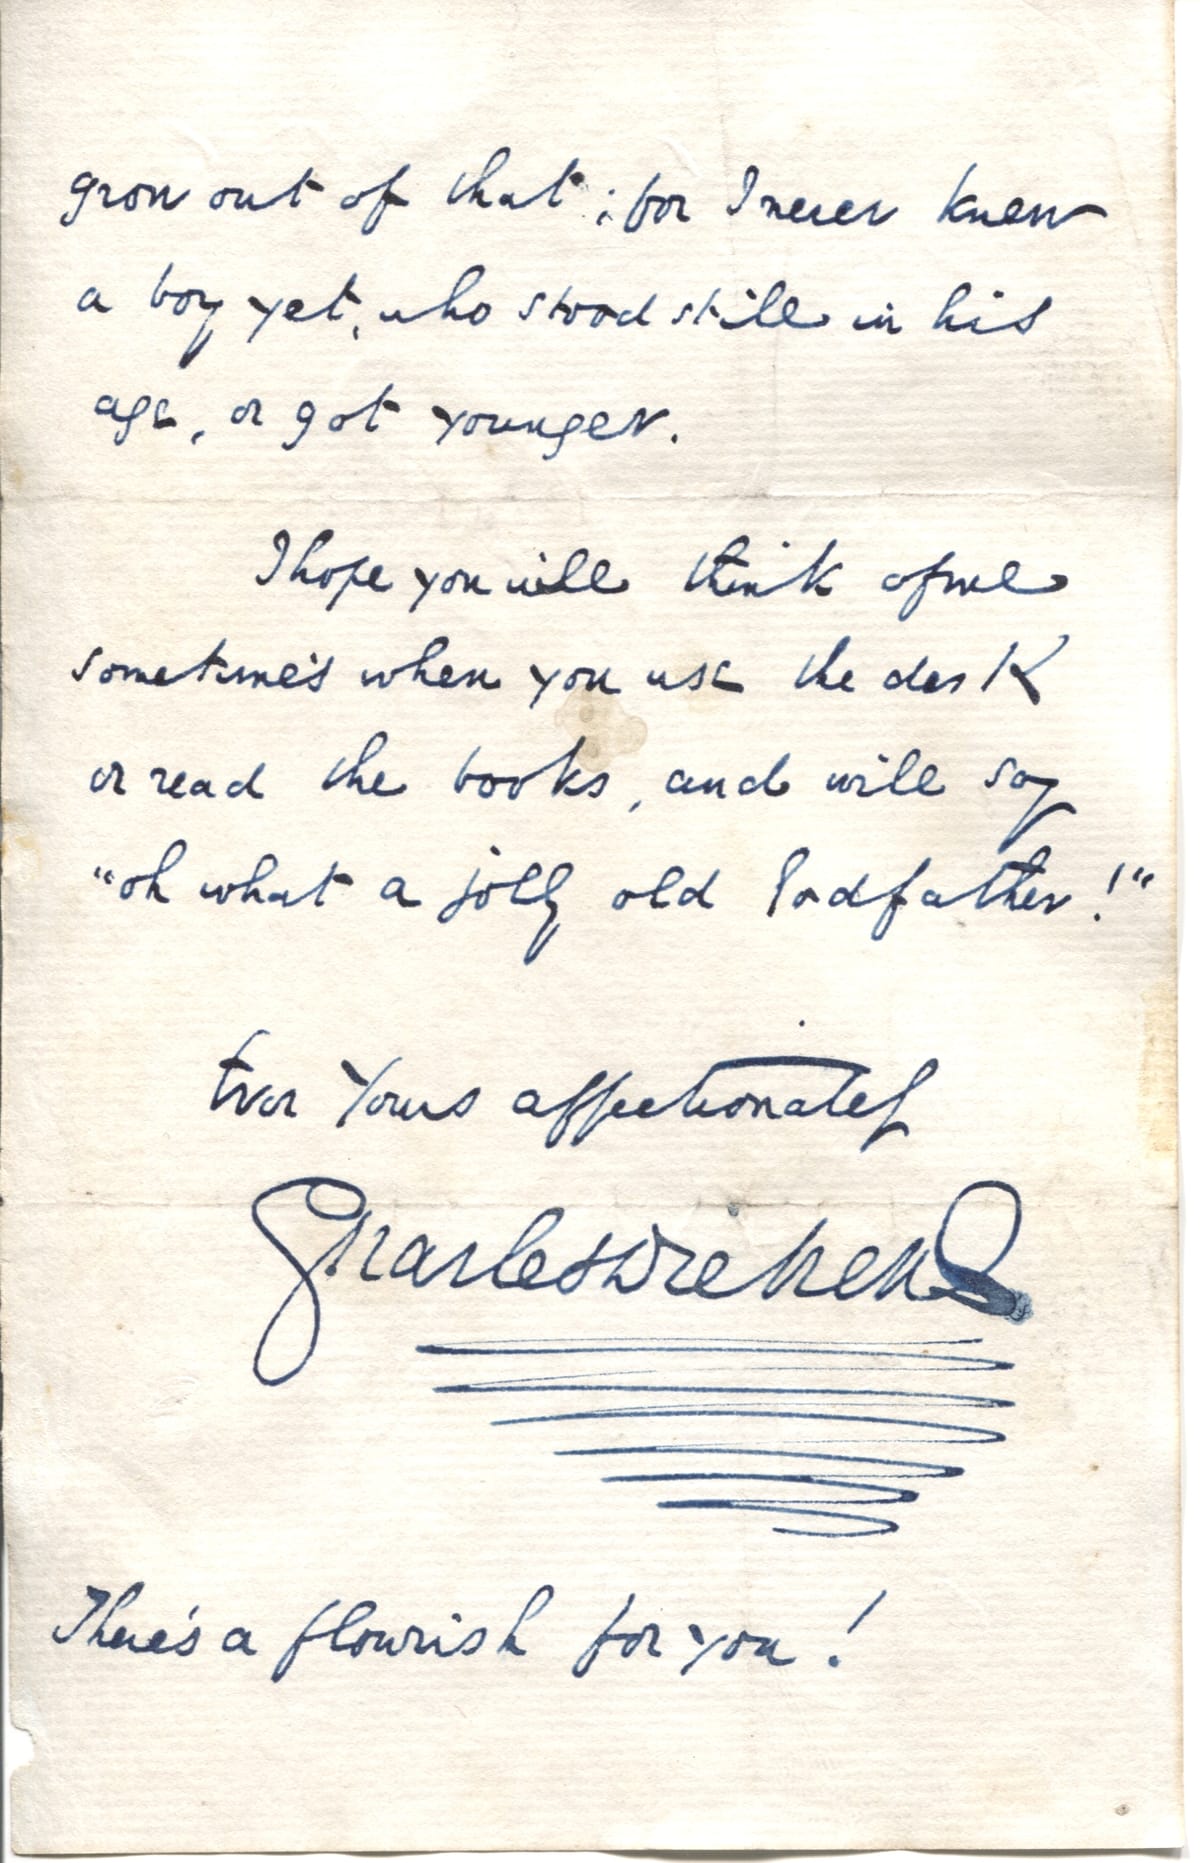 grow out of that; for I never knew
a boy yet, who stood still in his
age, or got younger.
I hope you will think of me
sometimes when you use the desk
or read the books, and will say
"oh what a jolly old Godfather!"
Ever Yours affectionately
Charles Dickens
There's a flourish for you!